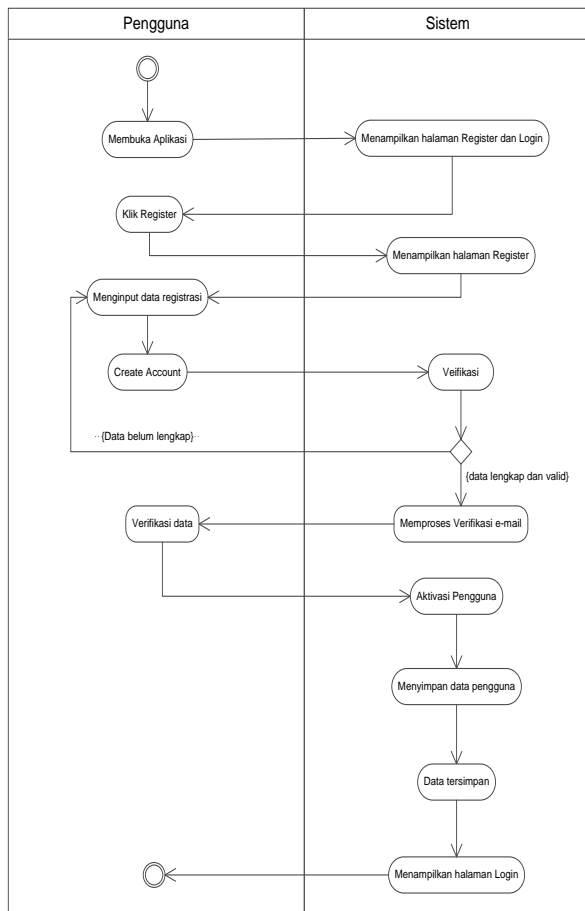 Pengguna
Sistem
Membuka Aplikasi
Menampilkan halaman Register dan Login
Klik Register
Menampilkan halaman Register
Menginput data registrasi
Create Account
Veifikasi
{Data belum lengkap}
{data lengkap dan valid}
Verifikasi data
Memproses Verifikasi e-mail
Aktivasi Pengguna
Menyimpan data pengguna
Data tersimpan
Menampilkan halaman Login